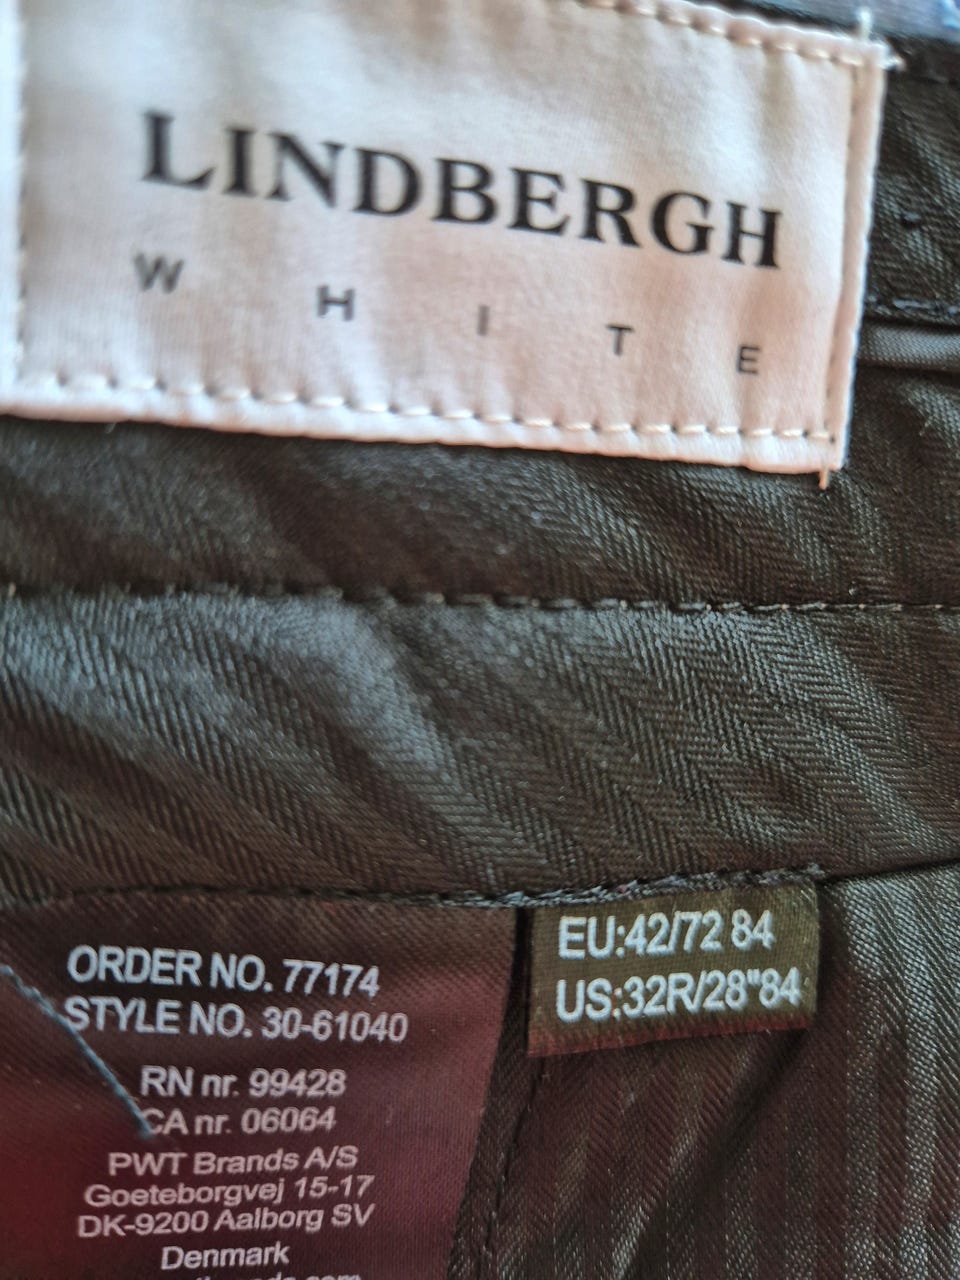 LINDBERGH
WHITE
ORDER NO. 77174
STYLE NO. 30-61040
RN nr. 99428
CA nr. 06064
PWT Brands A/S
Goeteborgvej 15-17
DK-9200 Aalborg SV
Denmark
EU:42/72 84
US:32R/28"84